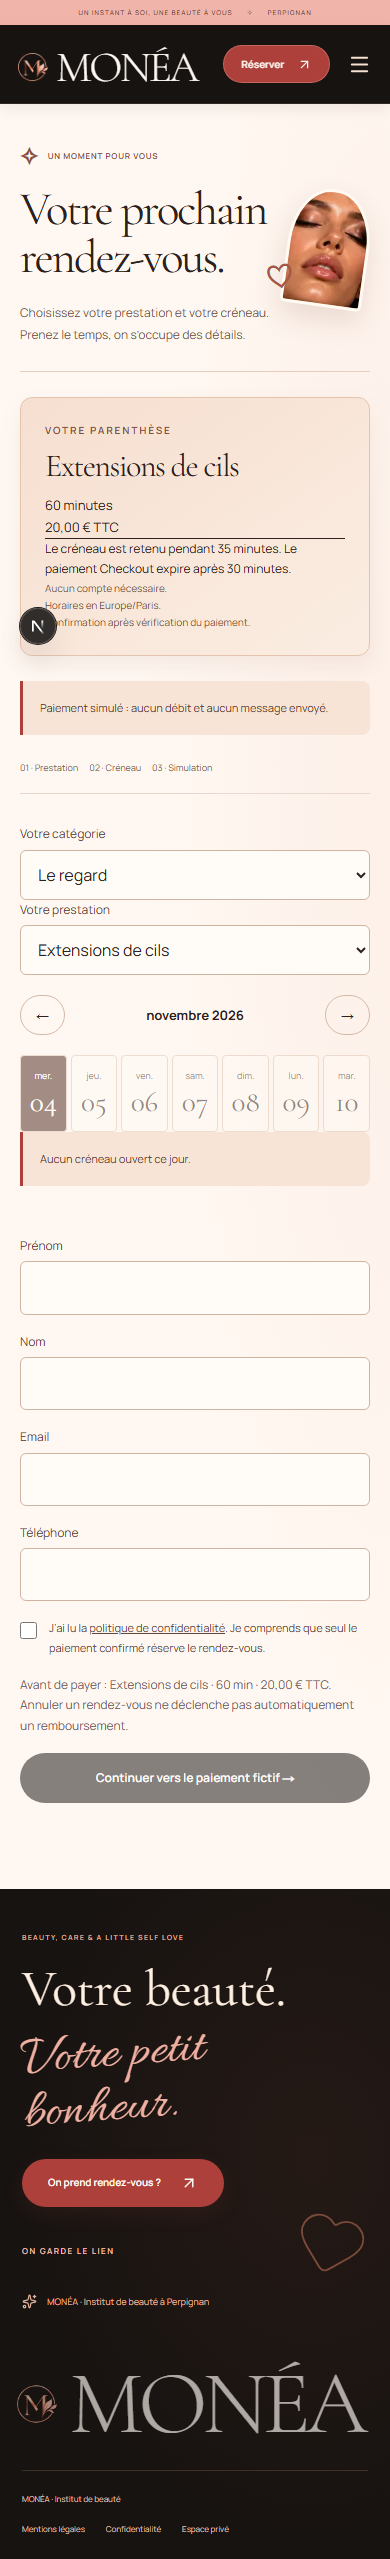 UN INSTANT À SOI, UNE BEAUTÉ À VOUS ✧ PERPIGNAN
M MONÉA Réserver ↗
UN MOMENT POUR VOUS
Votre prochain
rendez-vous.
Choisissez votre prestation et votre créneau.
Prenez le temps, on s'occupe des détails.
VOTRE PARENTHÈSE
Extensions de cils
60 minutes
20,00 € TTC
Le créneau est retenu pendant 35 minutes. Le
paiement Checkout expire après 30 minutes.
Aucun compte nécessaire.
Horaires en Europe/Paris.
N onfirmation après vérification du paiement.
Paiement simulé : aucun débit et aucun message envoyé.
01 · Prestation 02 · Créneau 03 · Simulation
Votre catégorie
Le regard
Votre prestation
Extensions de cils
← novembre 2026 →
mer. jeu. ven. sam. dim. lun. mar.
04 05 06 07 08 09 10
Aucun créneau ouvert ce jour.
Prénom
Nom
Email
Téléphone
J'ai lu la politique de confidentialité. Je comprends que seul le
paiement confirmé réserve le rendez-vous.
Avant de payer : Extensions de cils · 60 min · 20,00 € TTC.
Annuler un rendez-vous ne déclenche pas automatiquement
un remboursement.
Continuer vers le paiement fictif →
BEAUTY, CARE & A LITTLE SELF LOVE
Votre beauté.
Votre petit
bonheur.
On prend rendez-vous ? ↗
ON GARDE LE LIEN
MONÉA · Institut de beauté à Perpignan
M MONÉA
MONÉA · Institut de beauté
Mentions légales Confidentialité Espace privé